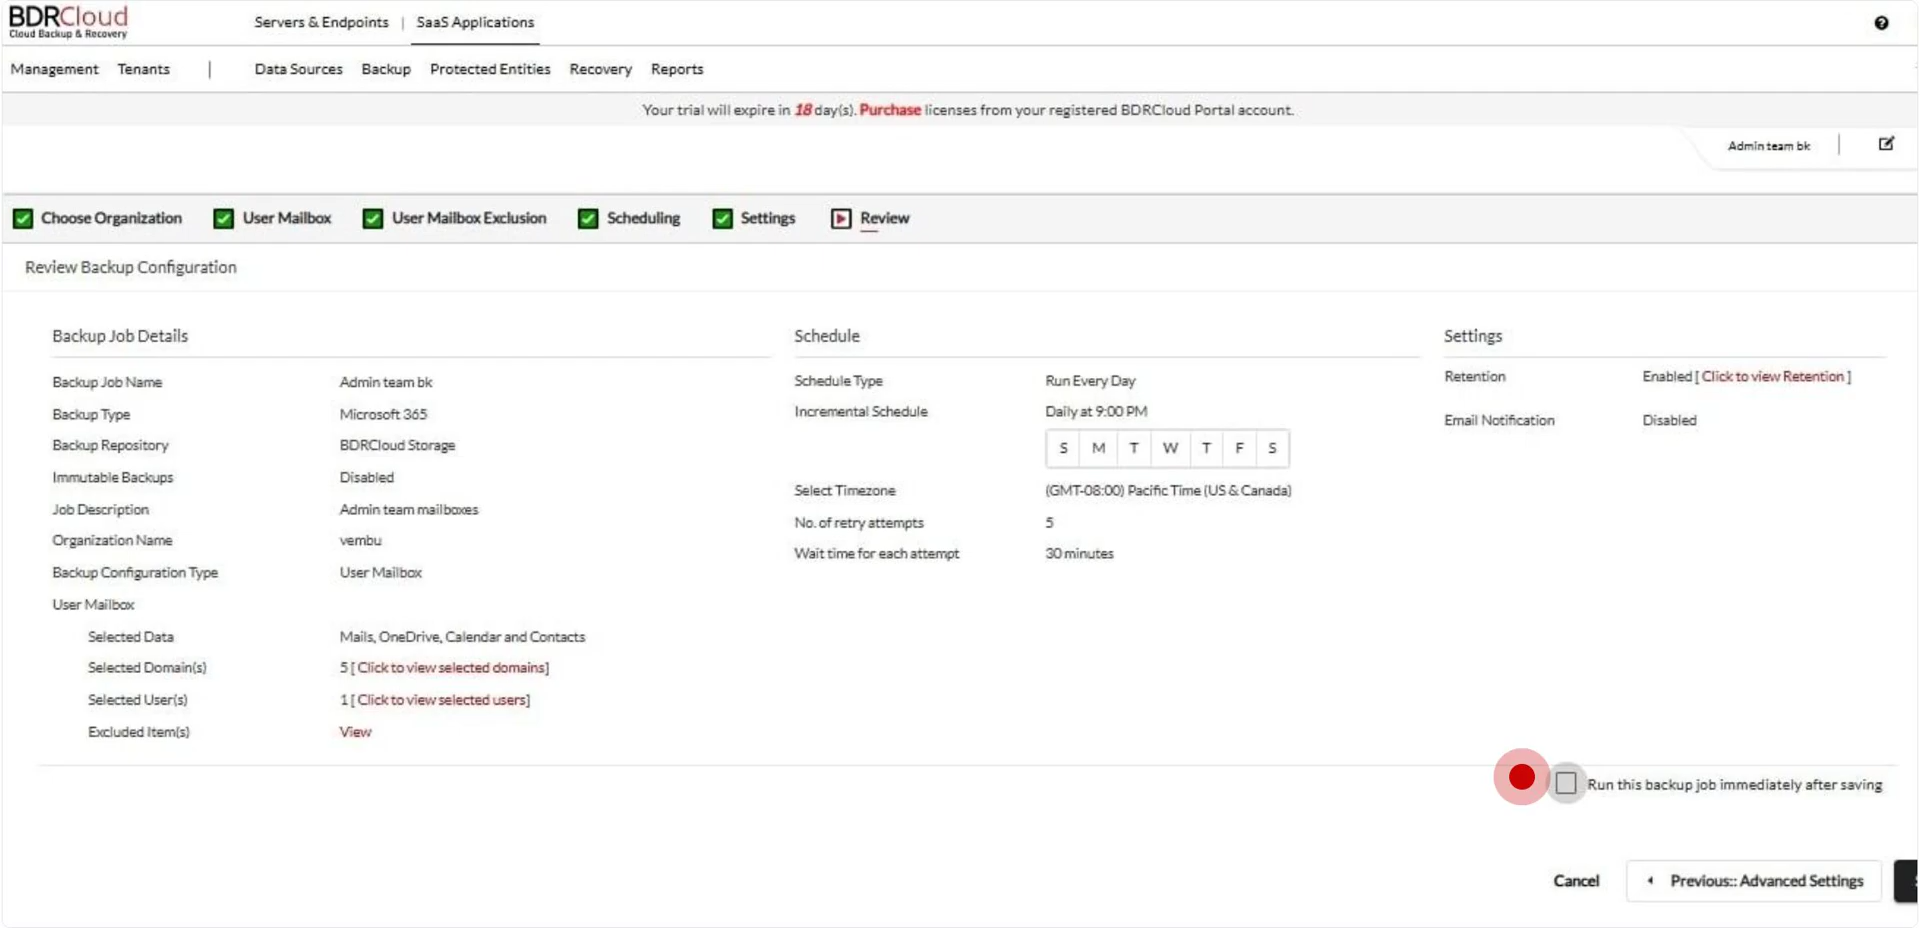 BDRCloud
Cloud Backup & Recovery
Servers & Endpoints | SaaS Applications
Management Tenants | Data Sources Backup Protected Entities Recovery Reports
Your trial will expire in 18 day(s). Purchase licenses from your registered BDRCloud Portal account.
Admin team bk
Choose Organization User Mailbox User Mailbox Exclusion Scheduling Settings Review
Review Backup Configuration
Backup Job Details
Backup Job Name Admin team bk
Backup Type Microsoft 365
Backup Repository BDRCloud Storage
Immutable Backups Disabled
Job Description Admin team mailboxes
Organization Name vembu
Backup Configuration Type User Mailbox
User Mailbox
Selected Data Mails, OneDrive, Calendar and Contacts
Selected Domain(s) 5 [ Click to view selected domains]
Selected User(s) 1 [ Click to view selected users]
Excluded Item(s) View
Schedule
Schedule Type Run Every Day
Incremental Schedule Daily at 9:00 PM
S M T W T F S
Select Timezone (GMT-08:00) Pacific Time (US & Canada)
No. of retry attempts 5
Wait time for each attempt 30 minutes
Settings
Retention Enabled [ Click to view Retention ]
Email Notification Disabled
Run this backup job immediately after saving
Cancel Previous:: Advanced Settings